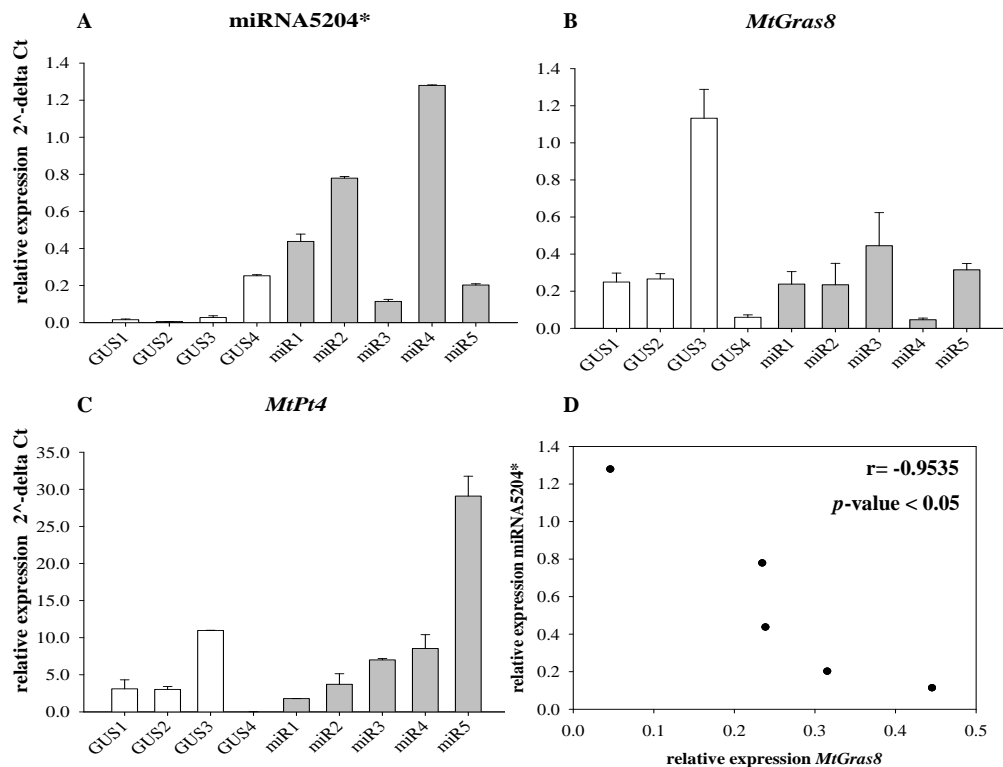 A
miRNA5204*
relative expression 2^-delta Ct
1.4
1.2
1.0
0.8
0.6
0.4
0.2
0.0
GUS1
GUS2
GUS3
GUS4
miR1
miR2
miR3
miR4
miR5
B
MtGras8
1.4
1.2
1.0
0.8
0.6
0.4
0.2
0.0
GUS1
GUS2
GUS3
GUS4
miR1
miR2
miR3
miR4
miR5
C
MtPt4
relative expression 2^-delta Ct
35.0
30.0
25.0
20.0
15.0
10.0
5.0
0.0
GUS1
GUS2
GUS3
GUS4
miR1
miR2
miR3
miR4
miR5
D
relative expression miRNA5204*
1.4
1.2
1.0
0.8
0.6
0.4
0.2
0.0
r= -0.9535
p-value < 0.05
0.0 0.1 0.2 0.3 0.4 0.5
relative expression MtGras8